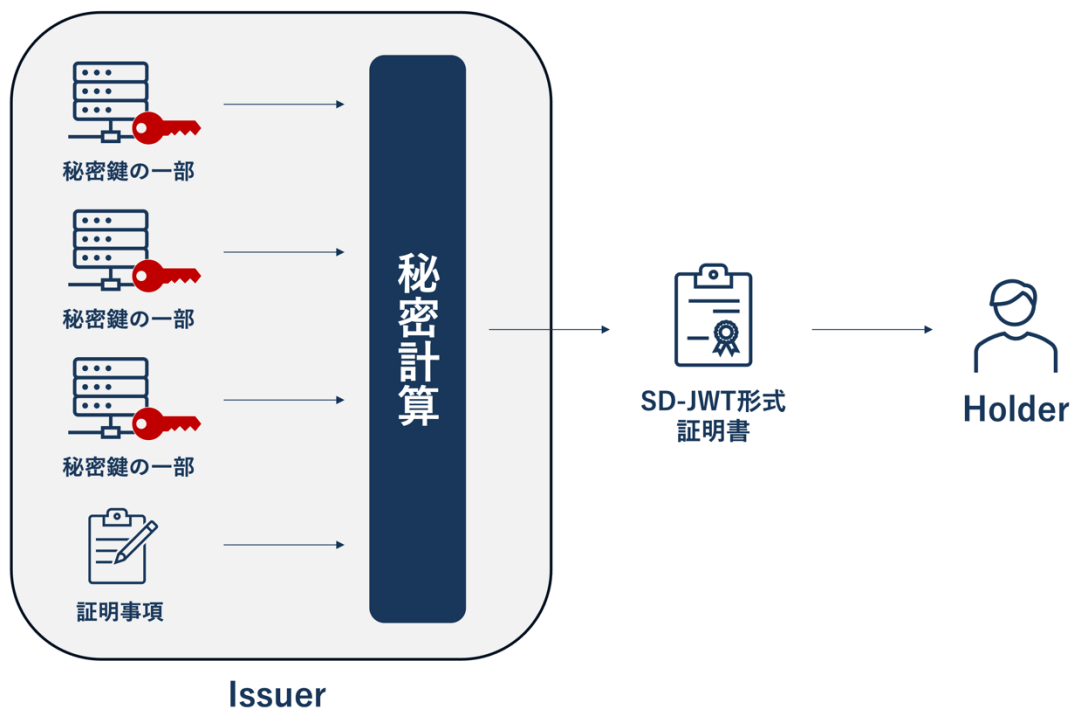 秘密鍵の一部
秘密鍵の一部
秘密鍵の一部
証明事項
秘密計算
Issuer
SD-JWT形式
証明書
Holder